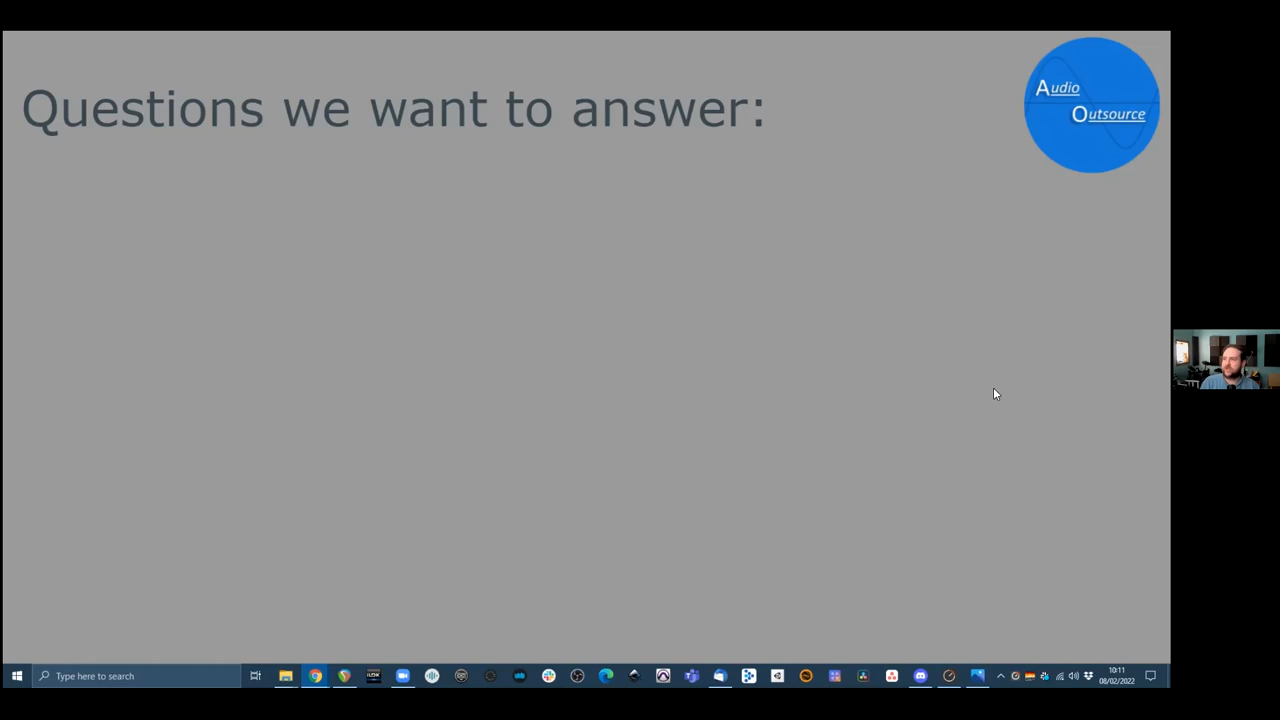 Questions we want to answer:
Audio
Outsource
Type here to search
10:11
08/02/2022